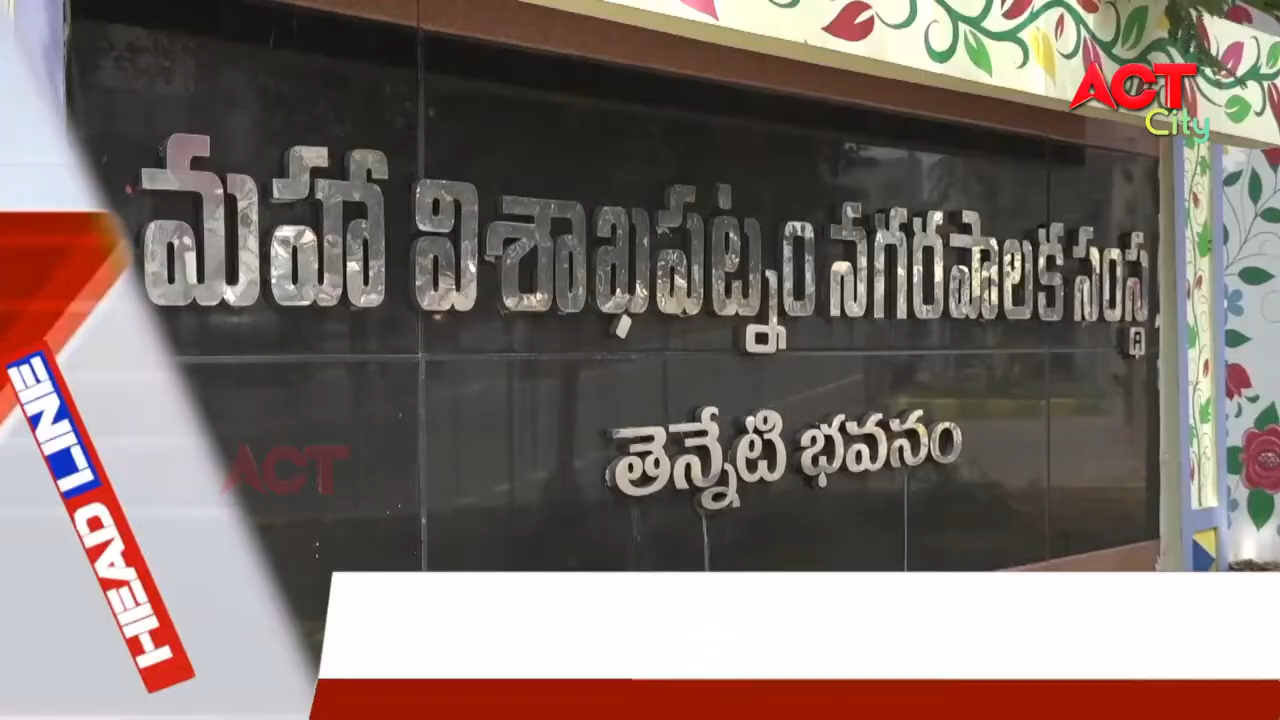 ACT
City
మహా విశాఖపట్నం నగరపాలక సంస్థ
తెన్నేటి భవనం
ACT
HEAD LINE